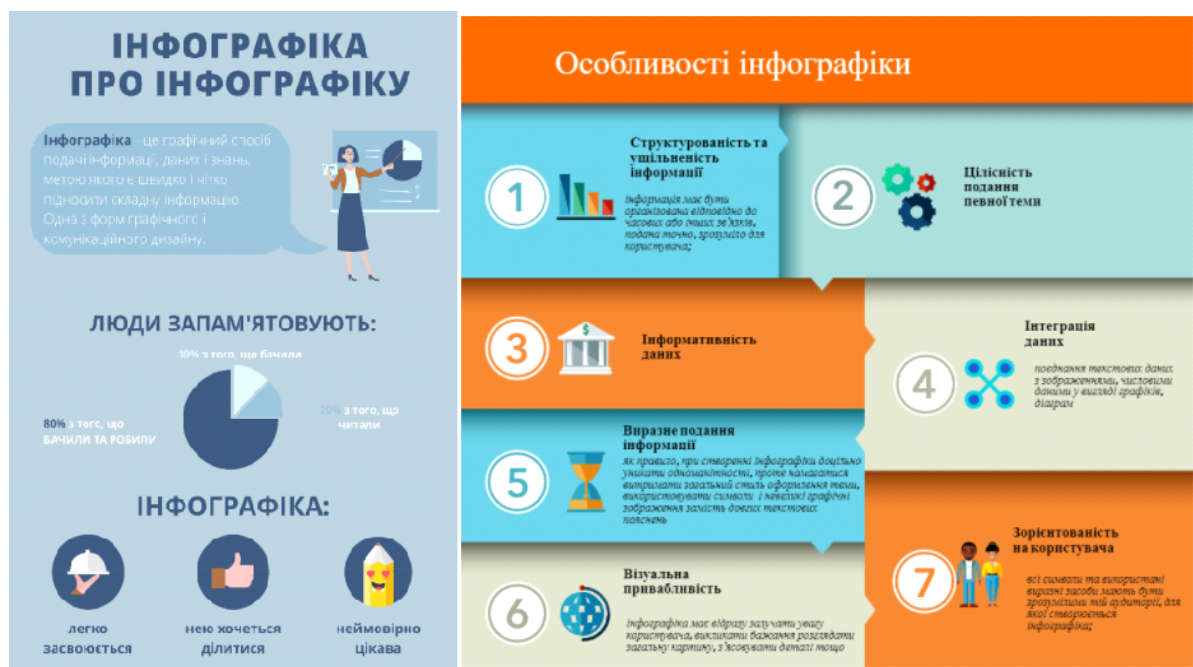 ІНФОГРАФІКА
ПРО ІНФОГРАФІКУ
Інфографіка це графічний спосіб
подачі інформації, даних і знань,
метою якого є швидко і чітко
підносити складну інформацію.
Одна з форм графічного і
комунікаційного дизайну.
ЛЮДИ ЗАПАМ'ЯТОВУЮТЬ:
10% з того, що бачили
80% з того, що
БАЧИЛИ ТА РОБИЛИ
20% з того, що
читали
ІНФОГРАФІКА:
легко
засвоюється
нею хочеться
ділитися
неймовірно
цікава
Особливості інфографіки
1
Структурованість та
ущільненість
інформації
інформація має бути
організована відповідно до
часових або інших зв'язків,
подана точно, зрозуміло для
користувача;
2
Цілісність
подання
певної теми
3
Інформативність
даних
4
Інтеграція
даних
поєднання текстових даних
з зображеннями, числовими
даними у вигляді графіків,
діаграм
5
Виразне подання
інформації
як правило, при створенні інфографіки доцільно
уникати одноманітності, проте намагатися
витримати загальний стиль оформлення теми,
використовувати символи і невеликі графічні
зображення замість довгих текстових
пояснень
6
Візуальна
привабливість
інфографіка має відразу залучати увагу
користувача, викликати бажання розглядати
загальну картину, з'ясовувати деталі тощо
7
Зорієнтованість
на користувача
всі символи та використані
виразні засоби мають бути
зрозумілими тій аудиторії, для
якої створюється
інфографіка;